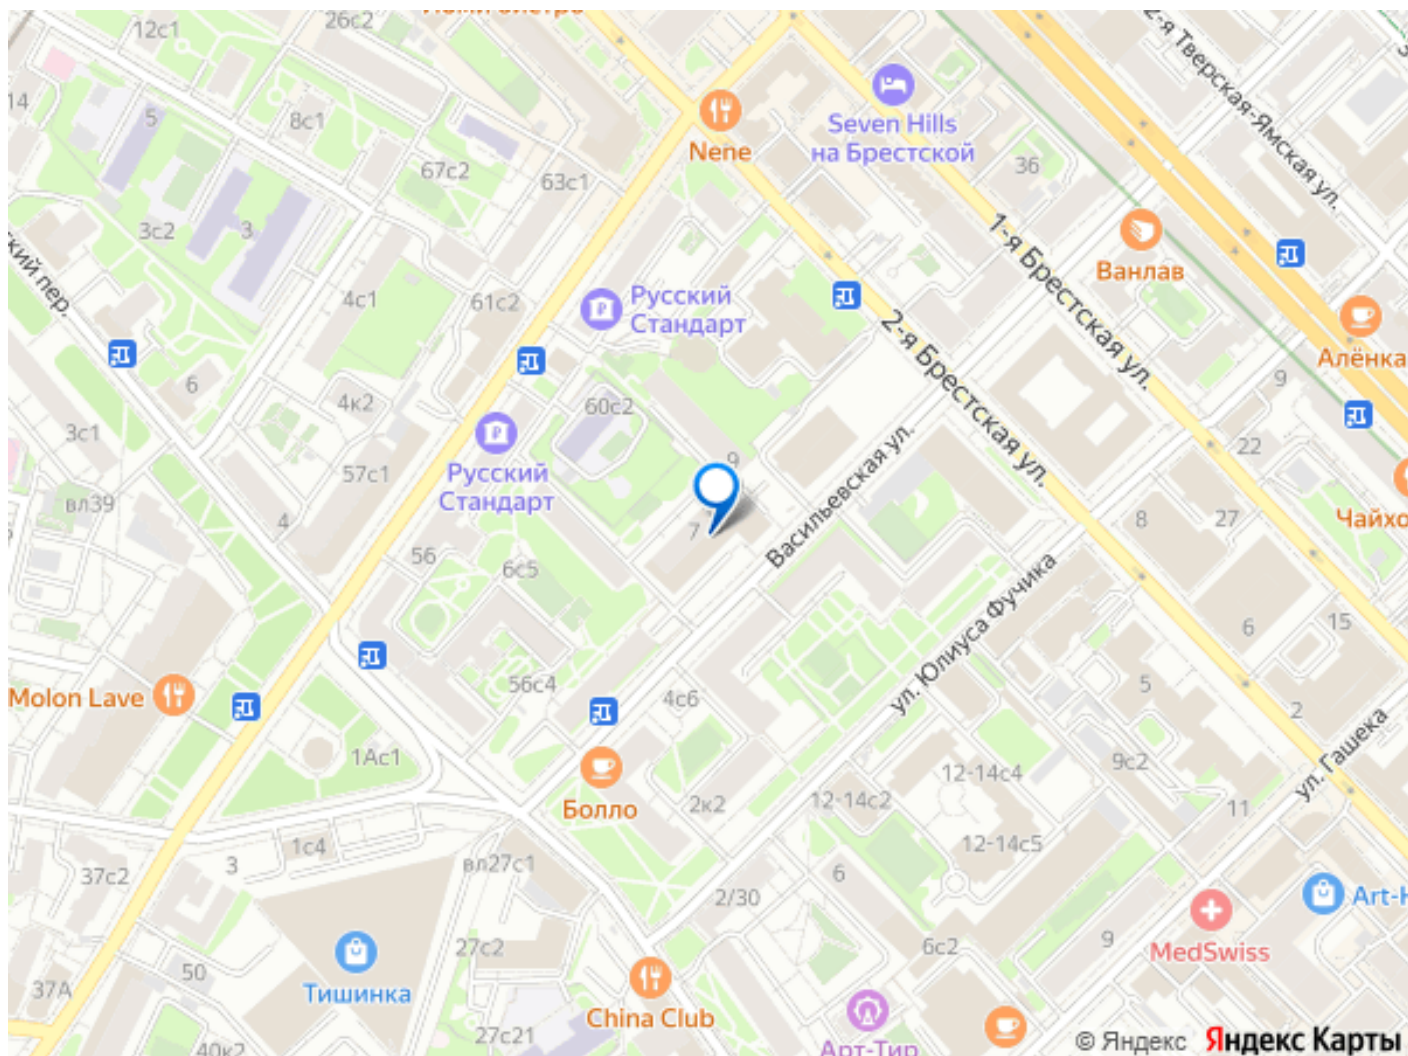 12с1
26с2
2-я Тверская-Ямская ул.
14
5
8с1
Nene
Seven Hills
на Брестской
36
67с2
63с1
3с2
3
1-я Брестская ул.
Ванлав
кий пер.
4с1
61с2
Русский
Стандарт
2-я Брестская ул.
Алёнка
6
4к2
60с2
9
3с1
57с1
Русский
Стандарт
9
Васильевская ул.
22
вл39
4
7
8
27
Чайхо
56
6с5
ул. Юлиуса Фучика
6
15
Molon Lave
56с4
4с6
5
2
1Ас1
Болло
2к2
12-14с2
12-14с4
9с2
ул. Гашека
11
1с4
3
вл27с1
12-14с5
37с2
6
2/30
Art-H
27с2
6с2
9
MedSwiss
50
37А
Тишинка
China Club
27с21
40к2
Арт-Тир
© Яндекс Яндекс Карты